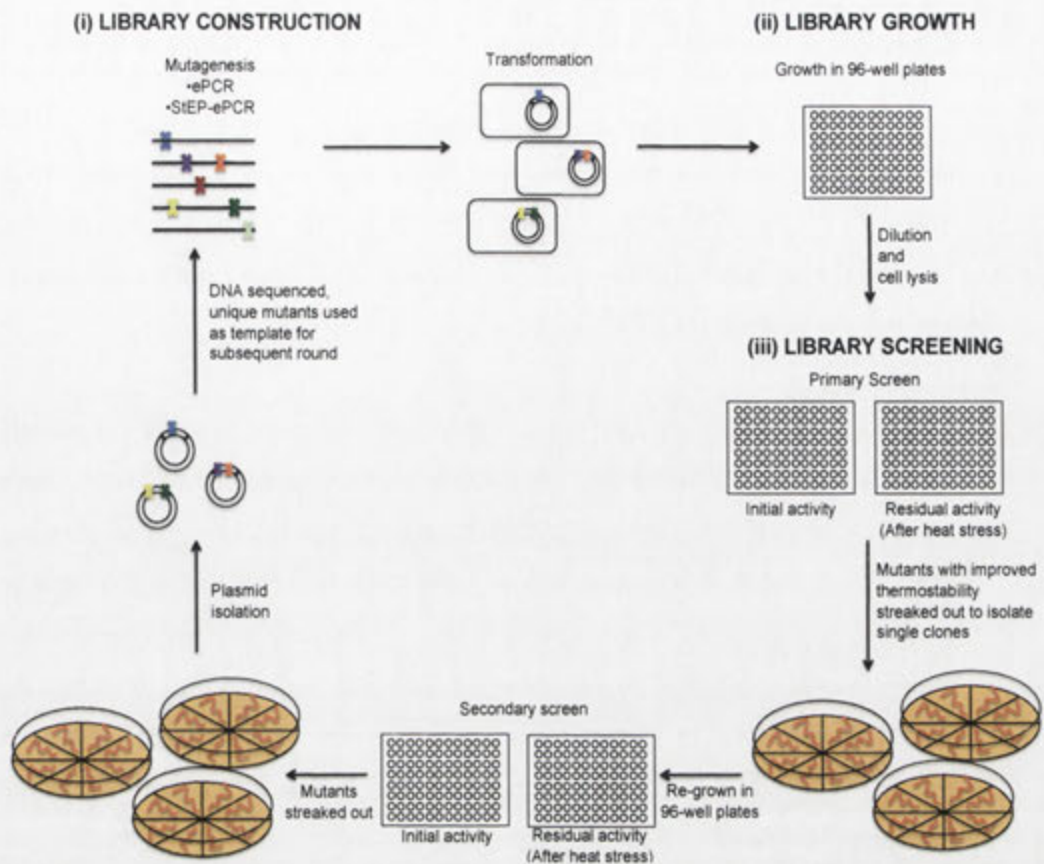 (i) LIBRARY CONSTRUCTION
Mutagenesis
•ePCR
•StEP-ePCR
Transformation
(ii) LIBRARY GROWTH
Growth in 96-well plates
Dilution
and
cell lysis
(iii) LIBRARY SCREENING
Primary Screen
Initial activity
Residual activity
(After heat stress)
Mutants with improved
thermostability
streaked out to isolate
single clones
Re-grown in
96-well plates
Secondary screen
Initial activity
Residual activity
(After heat stress)
Mutants
streaked out
Plasmid
isolation
DNA sequenced,
unique mutants used
as template for
subsequent round